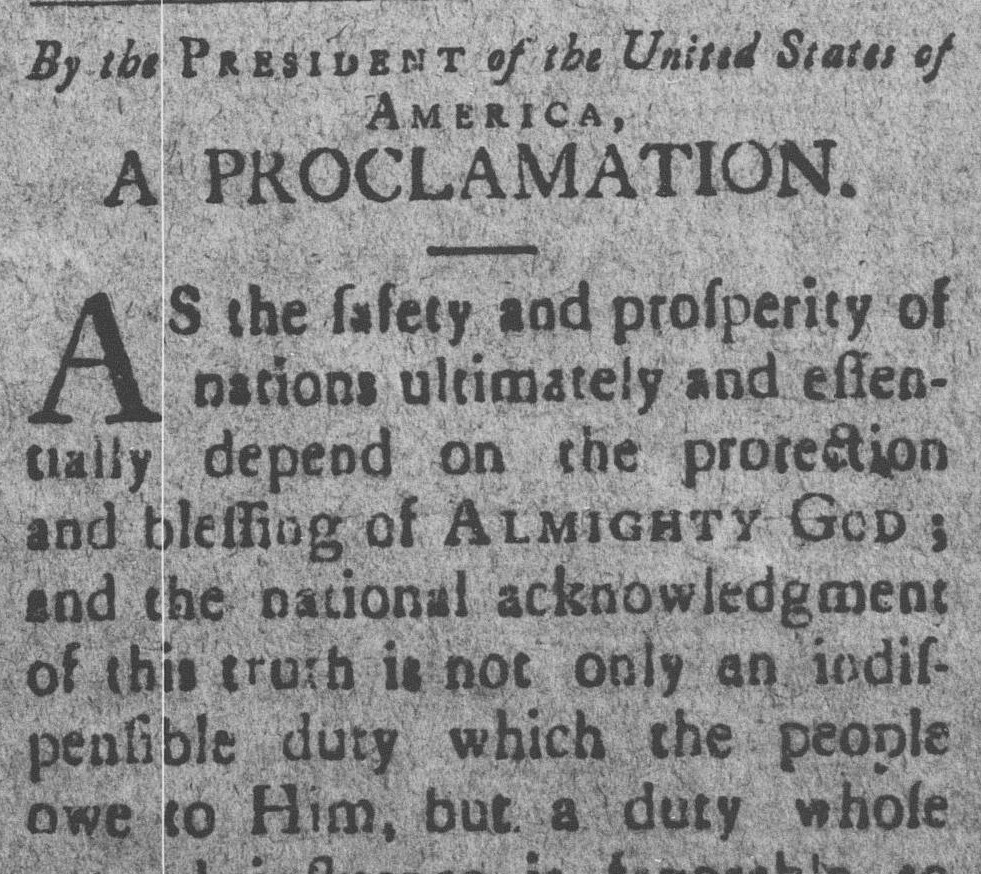 By the PRESIDENT of the United States of
AMERICA,
A PROCLAMATION.
AS the ſafety and proſperity of
nations ultimately and eſſen-
tially depend on the protection
and bleſſing of ALMIGHTY GOD;
and the national acknowledgment
of this truth is not only an indiſ-
penſible duty which the people
owe to Him, but a duty whoſe